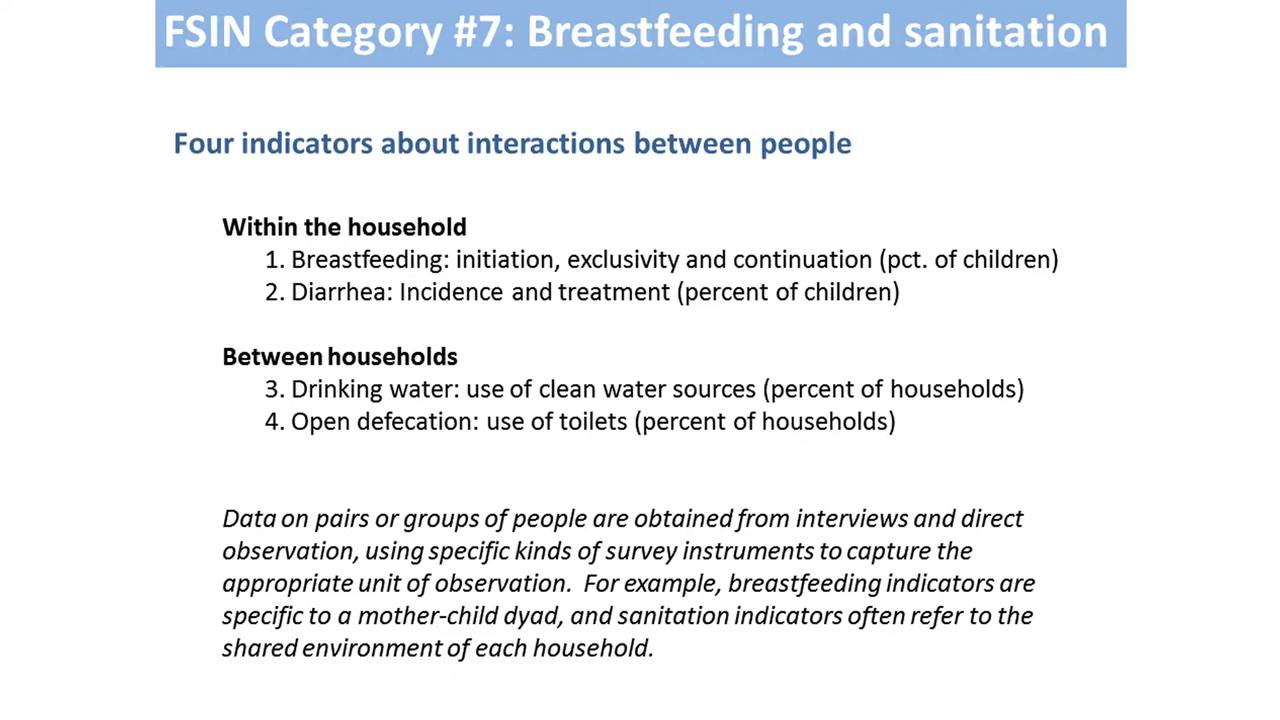 FSIN Category #7: Breastfeeding and sanitation
Four indicators about interactions between people
Within the household
1. Breastfeeding: initiation, exclusivity and continuation (pct. of children)
2. Diarrhea: Incidence and treatment (percent of children)
Between households
3. Drinking water: use of clean water sources (percent of households)
4. Open defecation: use of toilets (percent of households)
Data on pairs or groups of people are obtained from interviews and direct
observation, using specific kinds of survey instruments to capture the
appropriate unit of observation.  For example, breastfeeding indicators are
specific to a mother-child dyad, and sanitation indicators often refer to the
shared environment of each household.